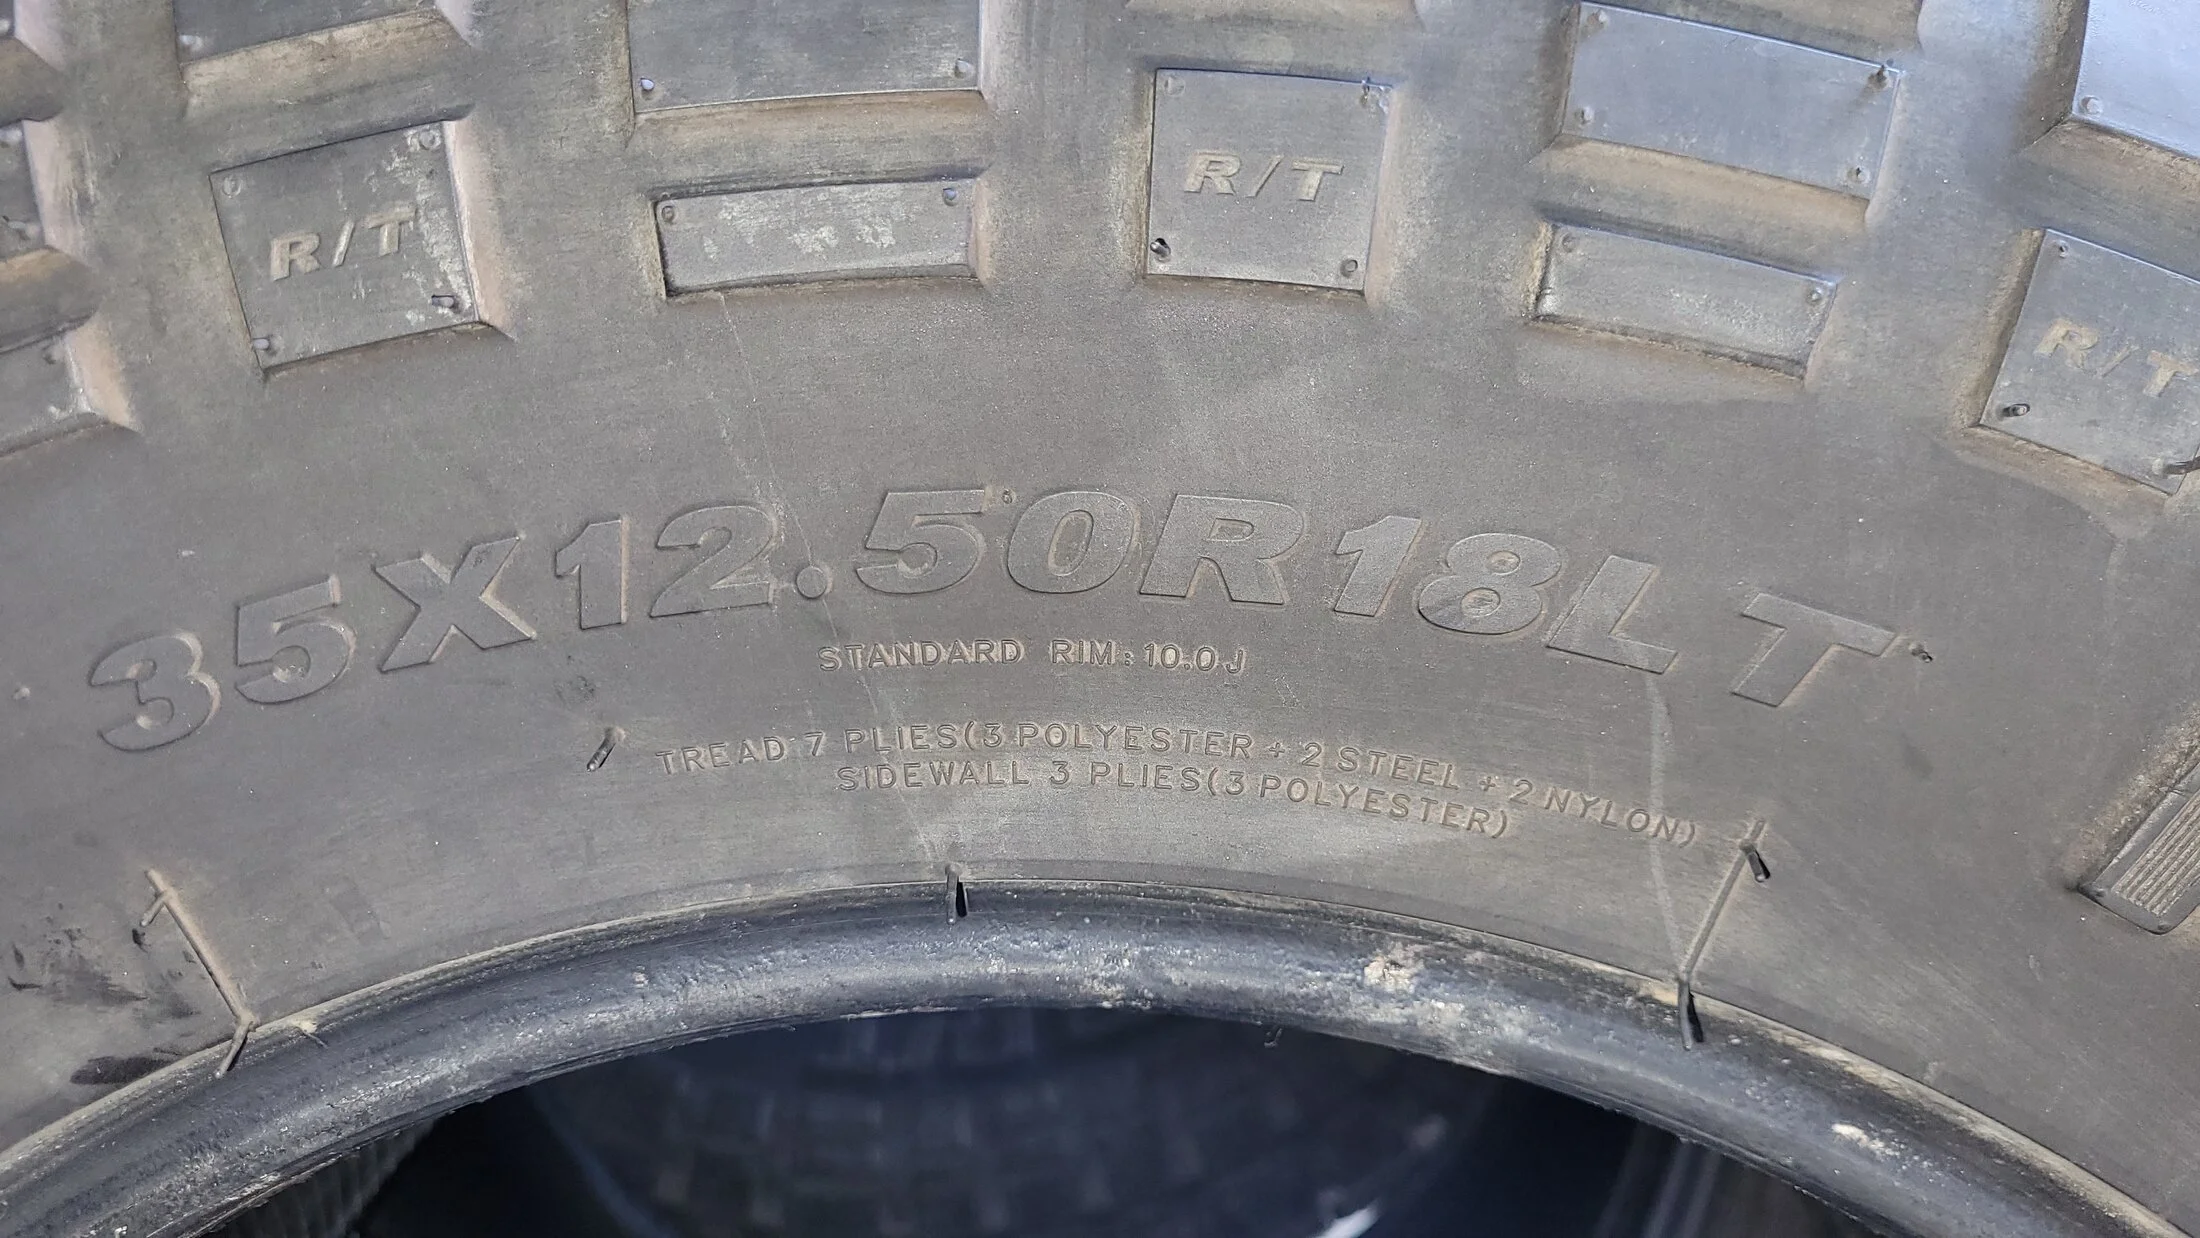 R/T
R/T
R/T
35X12.50R18LT
STANDARD RIM: 10.0J
TREAD 7 PLIES(3 POLYESTER + 2 STEEL + 2 NYLON)
SIDEWALL 3 PLIES(3 POLYESTER)